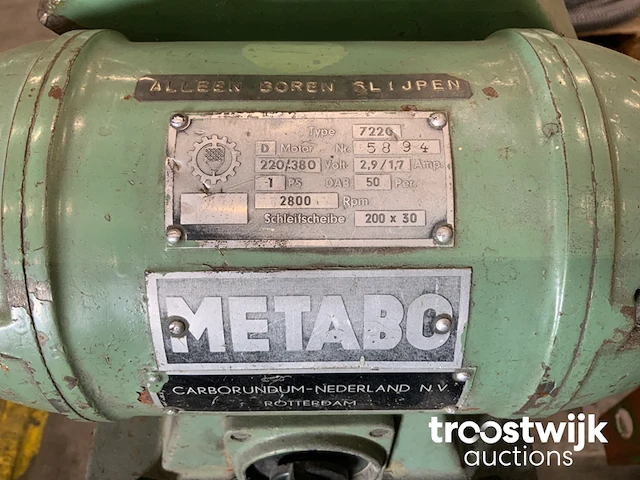 ALLEEN BOREN SLIJPEN
Type 7220
D Motor Nr. 5894
220/380 Volt 2,9/1,7 Amp.
1 PS DAB 50 Per.
2800 Rpm
Schleifscheibe 200 x 30
METABO
CARBORUNDUM-NEDERLAND N.V.
ROTTERDAM
troostwijk
auctions